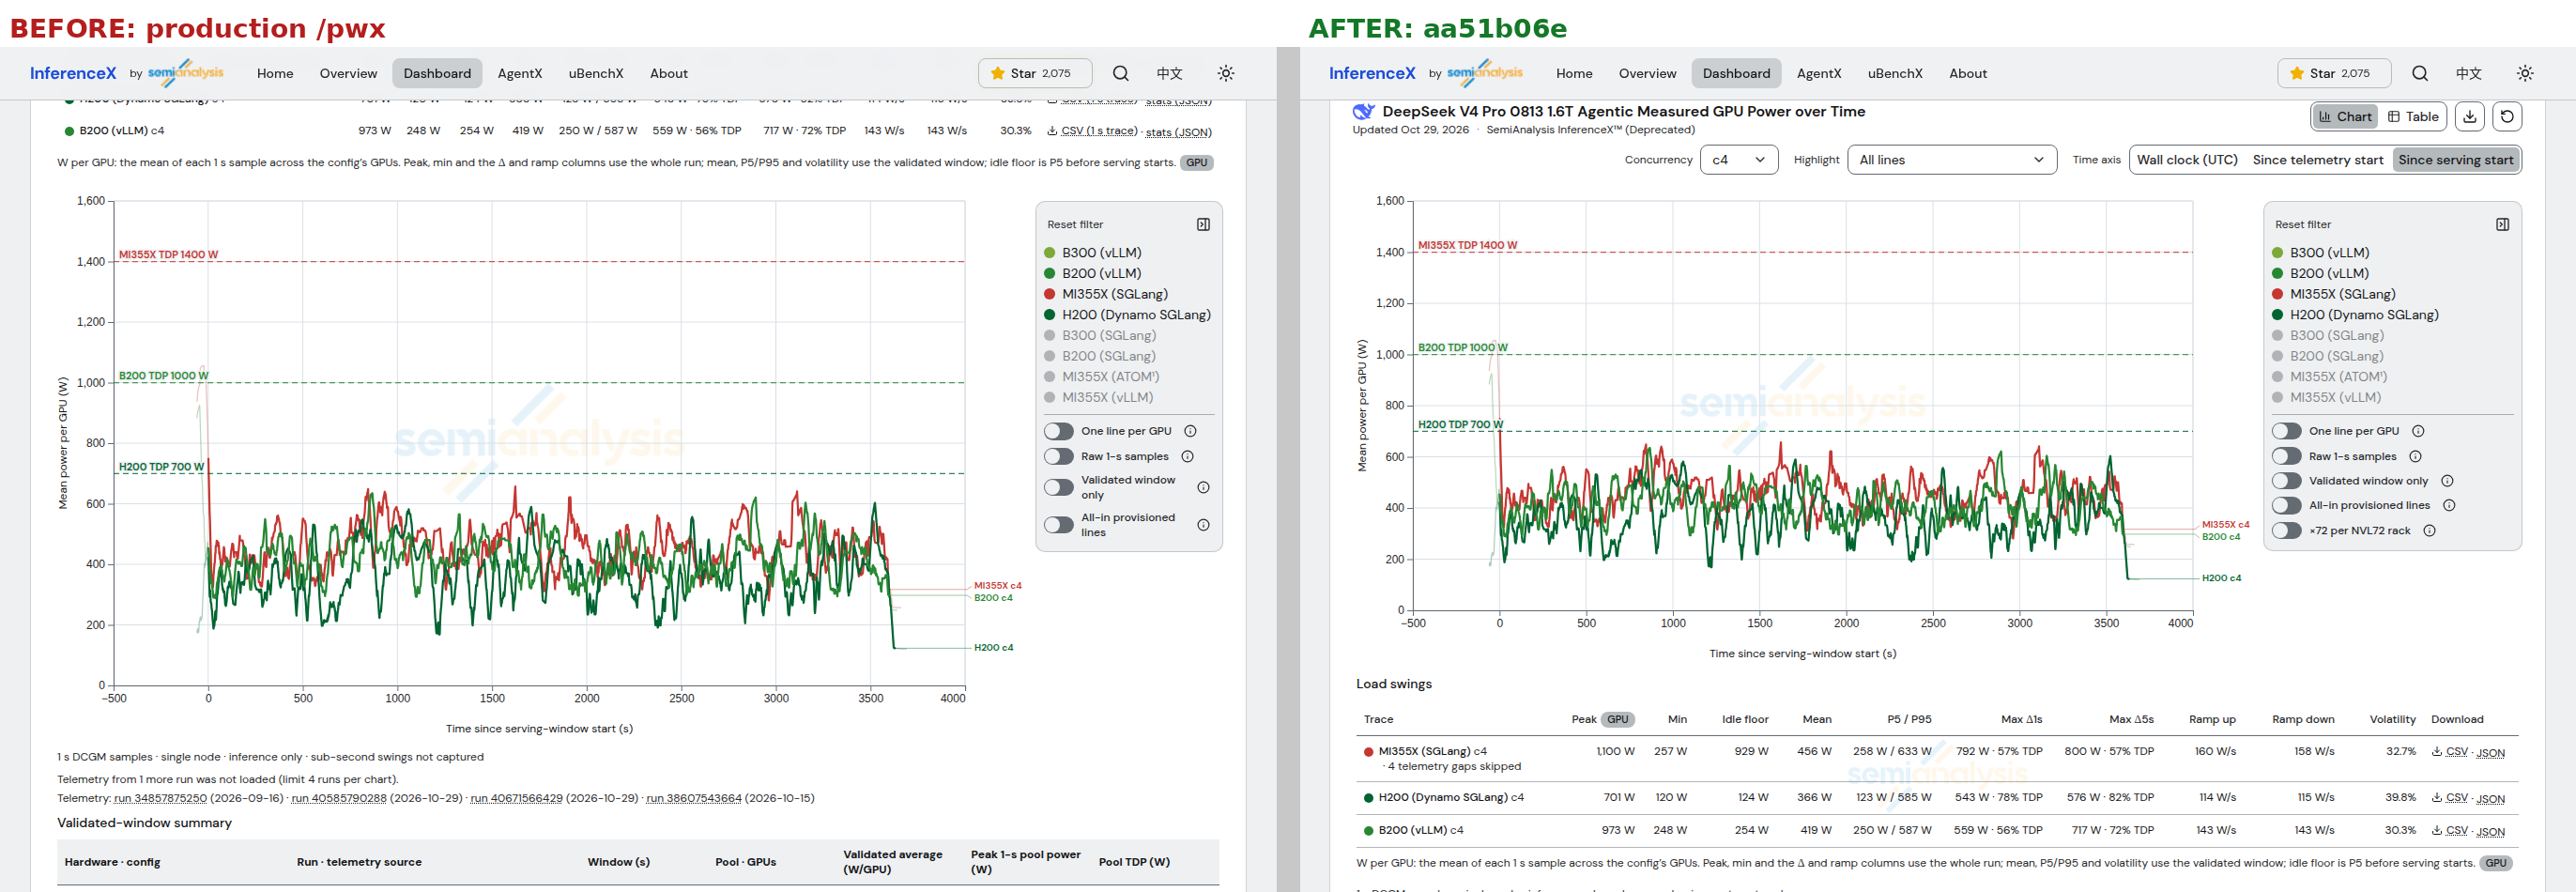 BEFORE: production /pwx
InferenceX by semianalysis Home Overview Dashboard AgentX uBenchX About Star 2,075 中文
B200 (vLLM) c4 973 W 248 W 254 W 419 W 250 W / 587 W 559 W · 56% TDP 717 W · 72% TDP 143 W/s 143 W/s 30.3% CSV (1 s trace) · stats (JSON)
W per GPU: the mean of each 1 s sample across the config's GPUs. Peak, min and the Δ and ramp columns use the whole run; mean, P5/P95 and volatility use the validated window; idle floor is P5 before serving starts. GPU
Mean power per GPU (W)
1,600
1,400
1,200
1,000
800
600
400
200
0
MI355X TDP 1400 W
B200 TDP 1000 W
H200 TDP 700 W
semianalysis
MI355X c4
B200 c4
H200 c4
−500 0 500 1000 1500 2000 2500 3000 3500 4000
Time since serving-window start (s)
Reset filter
B300 (vLLM)
B200 (vLLM)
MI355X (SGLang)
H200 (Dynamo SGLang)
B300 (SGLang)
B200 (SGLang)
MI355X (ATOM¹)
MI355X (vLLM)
One line per GPU
Raw 1-s samples
Validated window
only
All-in provisioned
lines
1 s DCGM samples · single node · inference only · sub-second swings not captured
Telemetry from 1 more run was not loaded (limit 4 runs per chart).
Telemetry: run 34857875250 (2026-09-16) · run 40585790288 (2026-10-29) · run 40671566429 (2026-10-29) · run 38607543664 (2026-10-15)
Validated-window summary
Hardware · config Run · telemetry source Window (s) Pool · GPUs Validated average (W/GPU) Peak 1-s pool power (W) Pool TDP (W)
AFTER: aa51b06e
InferenceX by semianalysis Home Overview Dashboard AgentX uBenchX About Star 2,075 中文
DeepSeek V4 Pro 0813 1.6T Agentic Measured GPU Power over Time
Chart Table
Updated Oct 29, 2026 · SemiAnalysis InferenceX™ (Deprecated)
Concurrency c4 Highlight All lines Time axis Wall clock (UTC) Since telemetry start Since serving start
Mean power per GPU (W)
1,600
1,400
1,200
1,000
800
600
400
200
0
MI355X TDP 1400 W
B200 TDP 1000 W
H200 TDP 700 W
semianalysis
MI355X c4
B200 c4
H200 c4
−500 0 500 1000 1500 2000 2500 3000 3500 4000
Time since serving-window start (s)
Reset filter
B300 (vLLM)
B200 (vLLM)
MI355X (SGLang)
H200 (Dynamo SGLang)
B300 (SGLang)
B200 (SGLang)
MI355X (ATOM¹)
MI355X (vLLM)
One line per GPU
Raw 1-s samples
Validated window only
All-in provisioned lines
×72 per NVL72 rack
Load swings
Trace Peak GPU Min Idle floor Mean P5 / P95 Max Δ1s Max Δ5s Ramp up Ramp down Volatility Download
MI355X (SGLang) c4 1,100 W 257 W 929 W 456 W 258 W / 633 W 792 W · 57% TDP 800 W · 57% TDP 160 W/s 158 W/s 32.7% CSV · JSON
· 4 telemetry gaps skipped
semianalysis
H200 (Dynamo SGLang) c4 701 W 120 W 124 W 366 W 123 W / 585 W 543 W · 78% TDP 576 W · 82% TDP 114 W/s 115 W/s 39.8% CSV · JSON
B200 (vLLM) c4 973 W 248 W 254 W 419 W 250 W / 587 W 559 W · 56% TDP 717 W · 72% TDP 143 W/s 143 W/s 30.3% CSV · JSON
W per GPU: the mean of each 1 s sample across the config's GPUs. Peak, min and the Δ and ramp columns use the whole run; mean, P5/P95 and volatility use the validated window; idle floor is P5 before serving starts. GPU